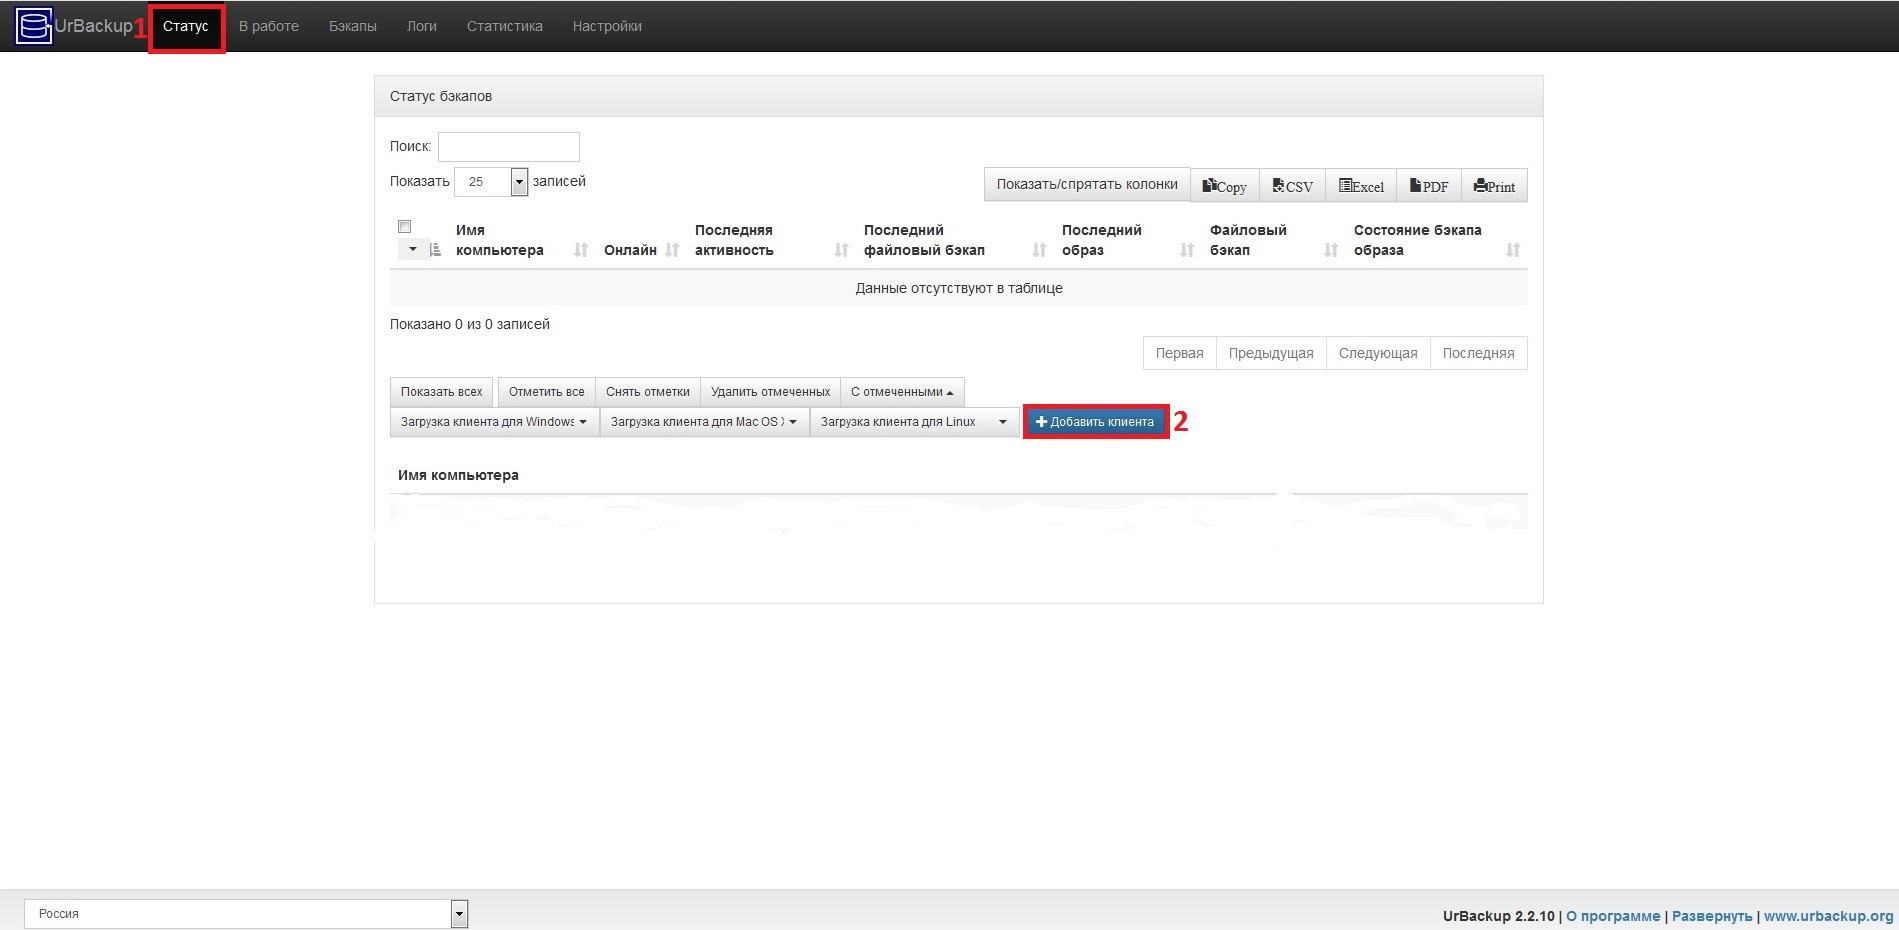 UrBackup 1 Статус В работе Бэкапы Логи Статистика Настройки
Статус бэкапов
Поиск:
Показать 25 записей
Показать/спрятать колонки Copy CSV Excel PDF Print
Имя компьютера Онлайн Последняя активность Последний файловый бэкап Последний образ Файловый бэкап Состояние бэкапа образа
Данные отсутствуют в таблице
Показано 0 из 0 записей
Первая Предыдущая Следующая Последняя
Показать всех Отметить все Снять отметки Удалить отмеченных С отмеченными
Загрузка клиента для Windows Загрузка клиента для Mac OS Загрузка клиента для Linux Добавить клиента 2
Имя компьютера
Россия
UrBackup 2.2.10 | О программе | Развернуть | www.urbackup.org